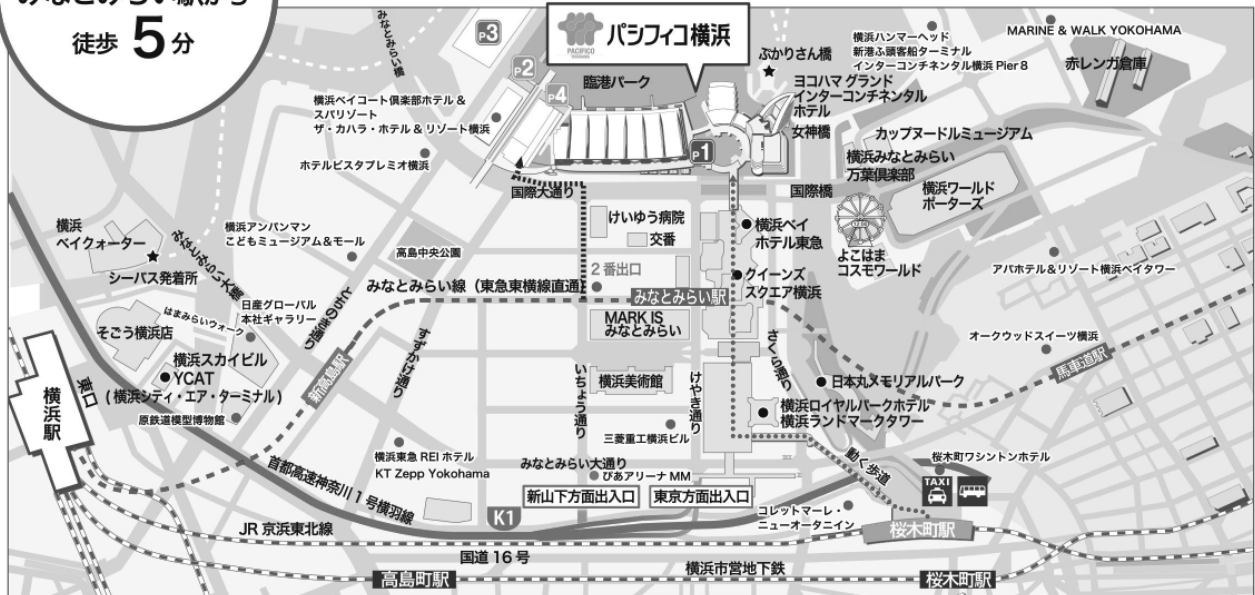 みなとみらい駅から
徒歩 5 分
パシフィコ横浜
PACIFICO
YOKOHAMA
P3
P2
P4
P1
みなとみらい橋
臨港パーク
ぷかりさん橋
ヨコハマ グランド
インターコンチネンタル
ホテル
女神橋
横浜ハンマーヘッド
新港ふ頭客船ターミナル
インターコンチネンタル横浜 Pier 8
MARINE & WALK YOKOHAMA
赤レンガ倉庫
カップヌードルミュージアム
横浜みなとみらい
万葉倶楽部
横浜ワールド
ポーターズ
横浜ベイコート倶楽部ホテル &
スパリゾート
ザ・カハラ・ホテル & リゾート横浜
ホテルビスタプレミオ横浜
国際大通り
国際橋
けいゆう病院
交番
横浜ベイ
ホテル東急
よこはま
コスモワールド
横浜
ベイクォーター
シーバス発着所
みなとみらい大橋
横浜アンパンマン
こどもミュージアム&モール
高島中央公園
2番出口
クイーンズ
スクエア横浜
アパホテル&リゾート横浜ベイタワー
みなとみらい線(東急東横線直通)
みなとみらい駅
はまみらいウォーク
日産グローバル
本社ギャラリー
とちのき通り
そごう横浜店
MARK IS
みなとみらい
オークウッドスイーツ横浜
横浜スカイビル
YCAT
(横浜シティ・エア・ターミナル)
新高島駅
すずかけ通り
いちょう通り
横浜美術館
けやき通り
さくら通り
日本丸メモリアルパーク
馬車道駅
横浜駅
東口
原鉄道模型博物館
横浜ロイヤルパークホテル
横浜ランドマークタワー
三菱重工横浜ビル
横浜東急 REI ホテル
KT Zepp Yokohama
みなとみらい大通り
ぴあアリーナ MM
動く歩道
桜木町ワシントンホテル
TAXI
首都高速神奈川1号横羽線
新山下方面出入口
東京方面出入口
K1
コレットマーレ・
ニューオータニイン
桜木町駅
JR 京浜東北線
国道 16 号
横浜市営地下鉄
高島町駅
桜木町駅